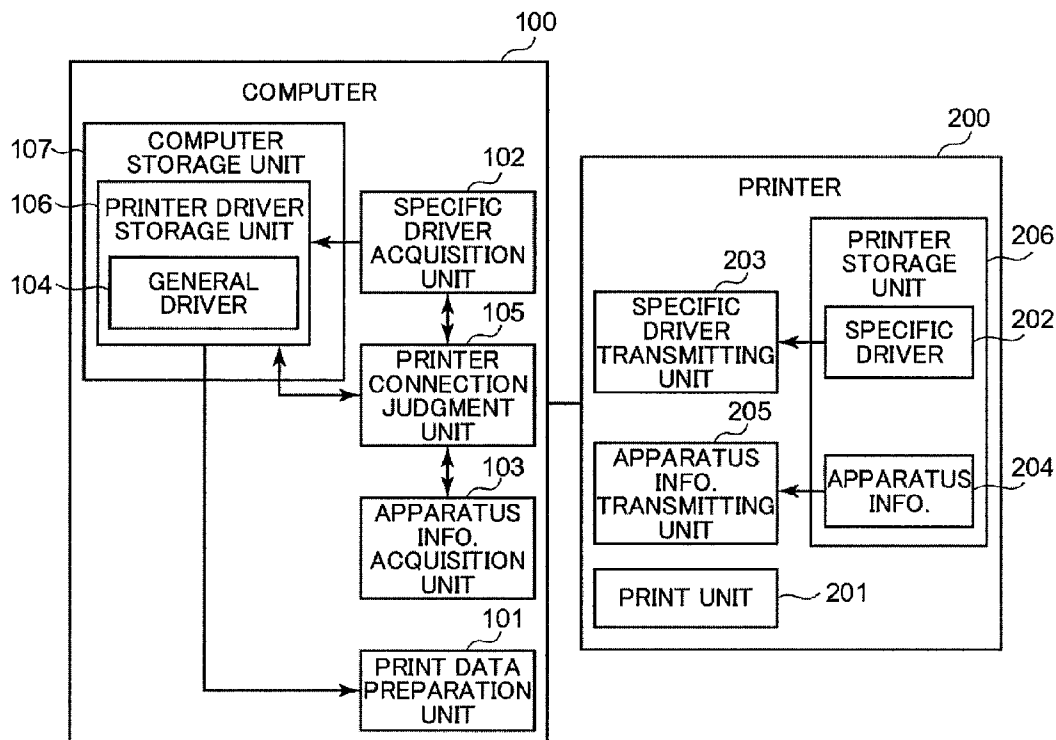 100
COMPUTER
107
COMPUTER
STORAGE UNIT
106
PRINTER DRIVER
STORAGE UNIT
104
GENERAL
DRIVER
102
SPECIFIC
DRIVER
ACQUISITION
UNIT
105
PRINTER
CONNECTION
JUDGMENT
UNIT
103
APPARATUS
INFO.
ACQUISITION
UNIT
101
PRINT DATA
PREPARATION
UNIT
200
PRINTER
206
PRINTER
STORAGE
UNIT
203
SPECIFIC
DRIVER
TRANSMITTING
UNIT
202
SPECIFIC
DRIVER
205
APPARATUS
INFO.
TRANSMITTING
UNIT
204
APPARATUS
INFO.
PRINT UNIT
201